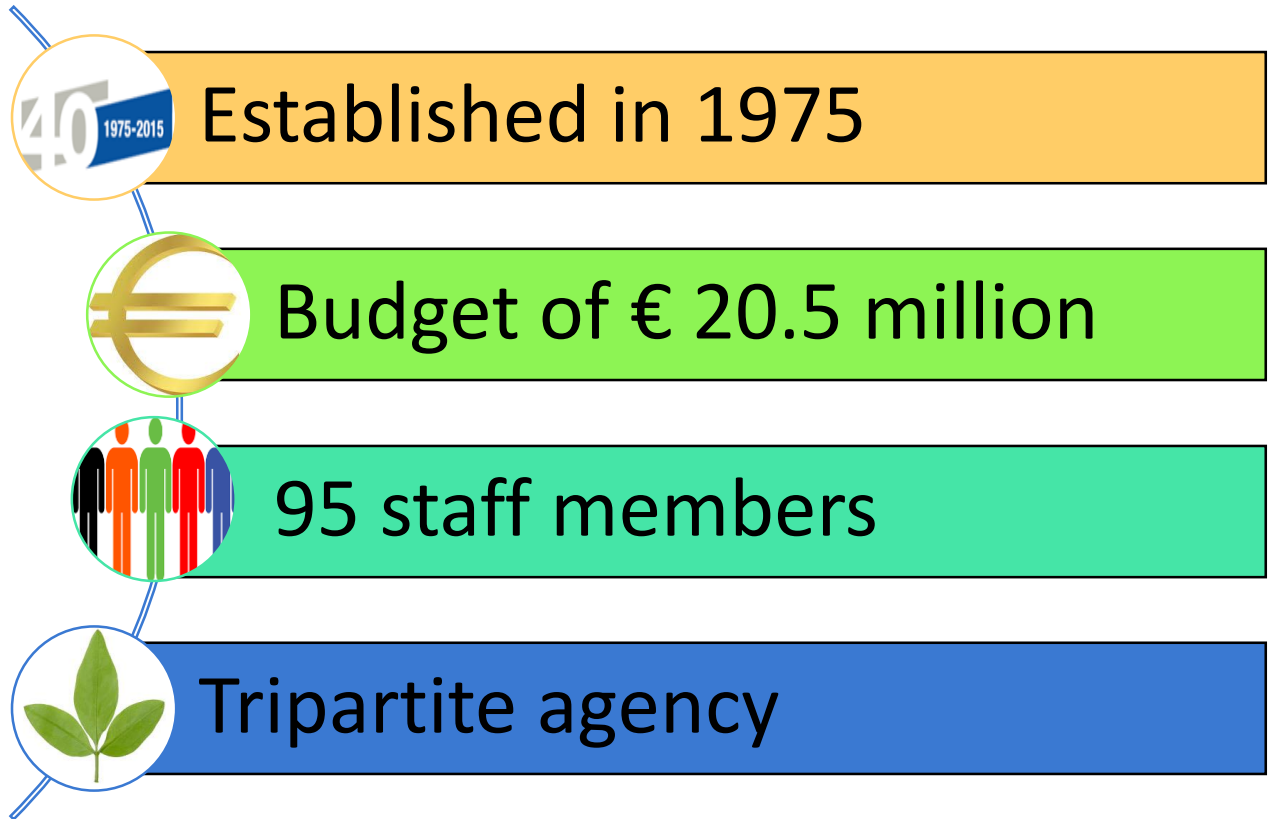 40
1975-2015
Established in 1975
Budget of € 20.5 million
95 staff members
Tripartite agency